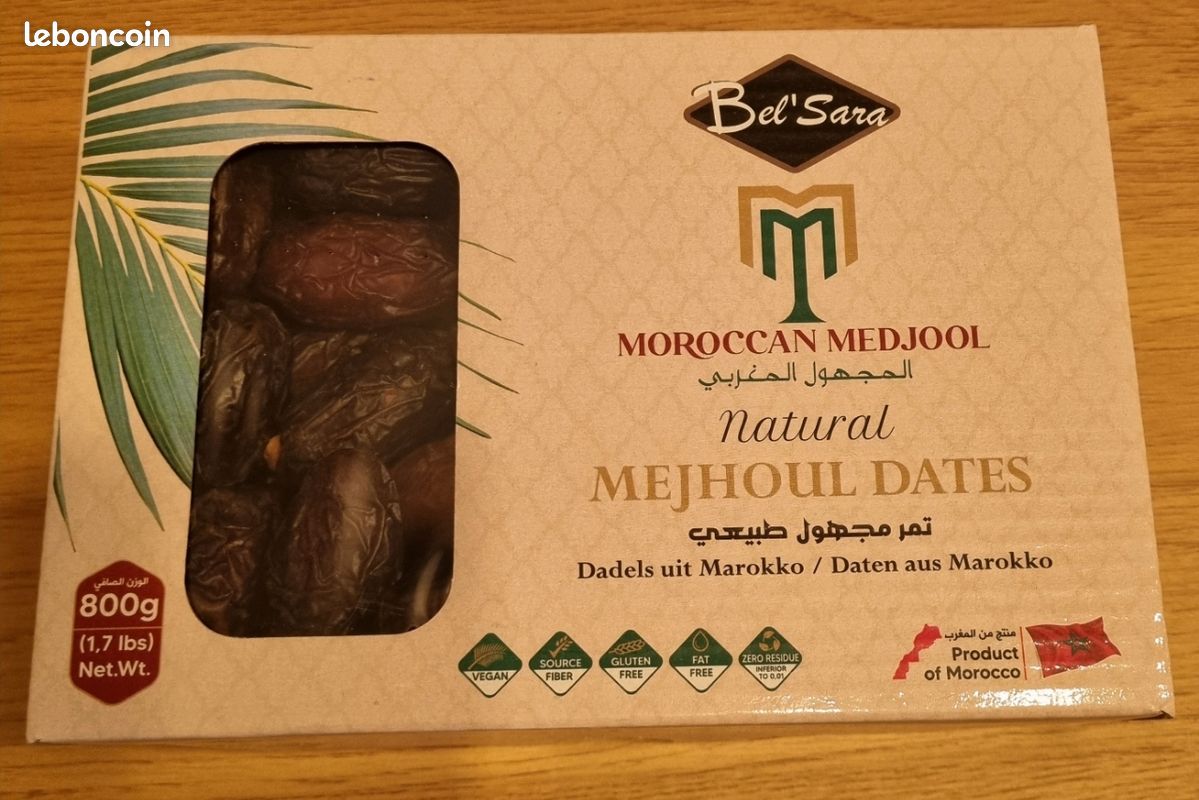 leboncoin
Bel'Sara
MOROCCAN MEDJOOL
المجهول المغربي
Natural
MEJHOUL DATES
تمر مجهول طبيعي
Dadels uit Marokko / Daten aus Marokko
الوزن الصافي
800g
(1,7 lbs)
Net.Wt.
VEGAN
SOURCE
FIBER
GLUTEN
FREE
FAT
FREE
ZERO RESIDUE
INFERIOR
TO 0.01
منتج من المغرب
Product
of Morocco